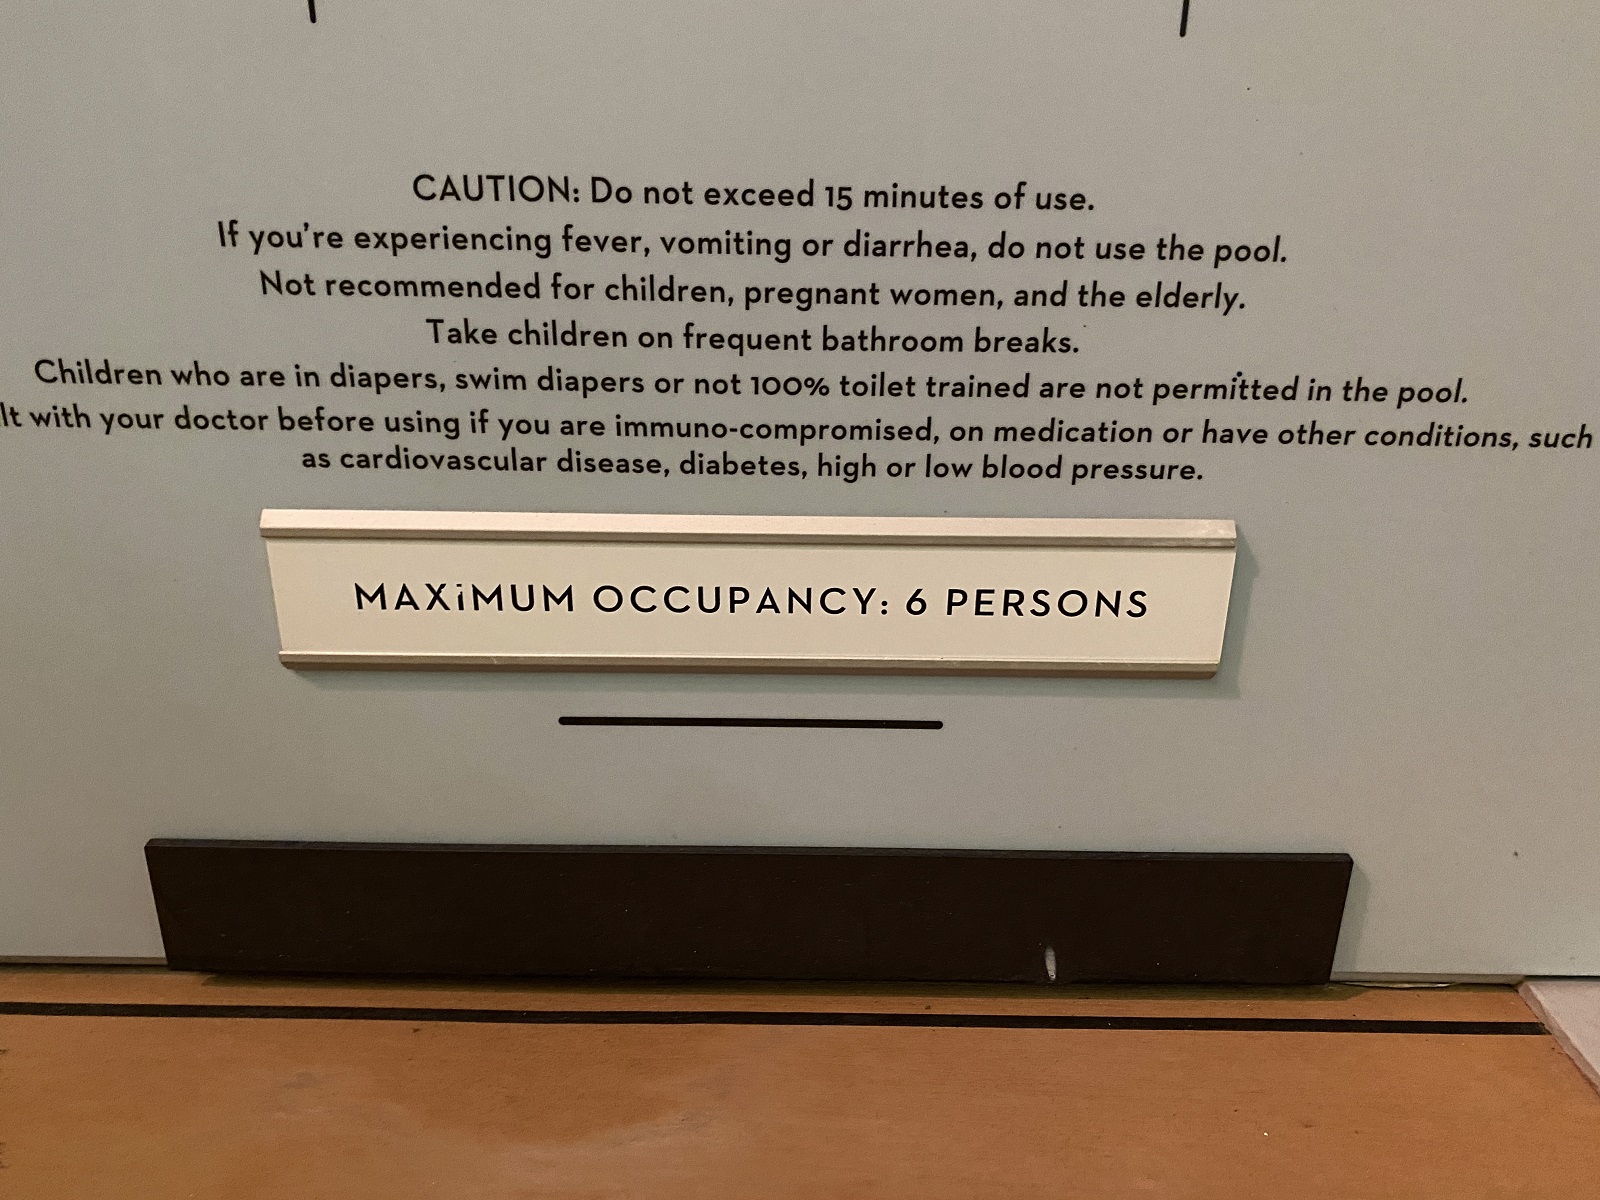 CAUTION: Do not exceed 15 minutes of use.
If you're experiencing fever, vomiting or diarrhea, do not use the pool.
Not recommended for children, pregnant women, and the elderly.
Take children on frequent bathroom breaks.
Children who are in diapers, swim diapers or not 100% toilet trained are not permitted in the pool.
lt with your doctor before using if you are immuno-compromised, on medication or have other conditions, such
as cardiovascular disease, diabetes, high or low blood pressure.
MAXiMUM OCCUPANCY: 6 PERSONS